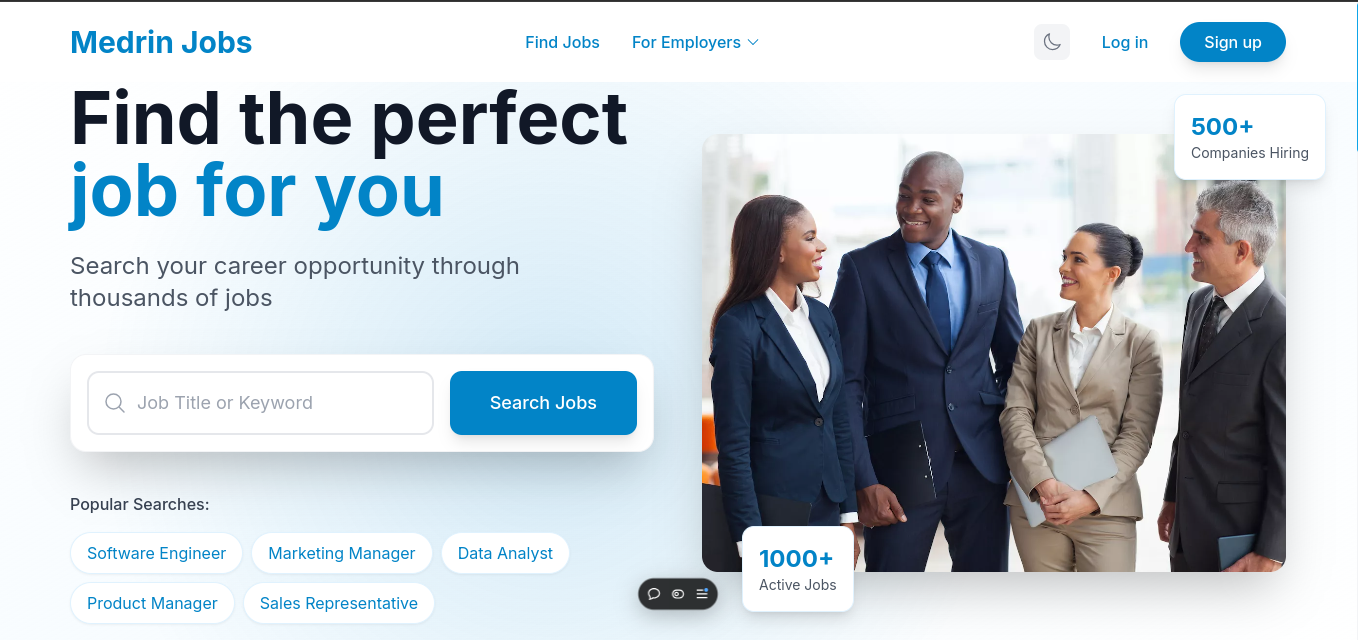 Medrin Jobs
Find Jobs
For Employers
Log in
Sign up
Find the perfect
job for you
Search your career opportunity through
thousands of jobs
Job Title or Keyword
Search Jobs
Popular Searches:
Software Engineer
Marketing Manager
Data Analyst
Product Manager
Sales Representative
500+
Companies Hiring
1000+
Active Jobs